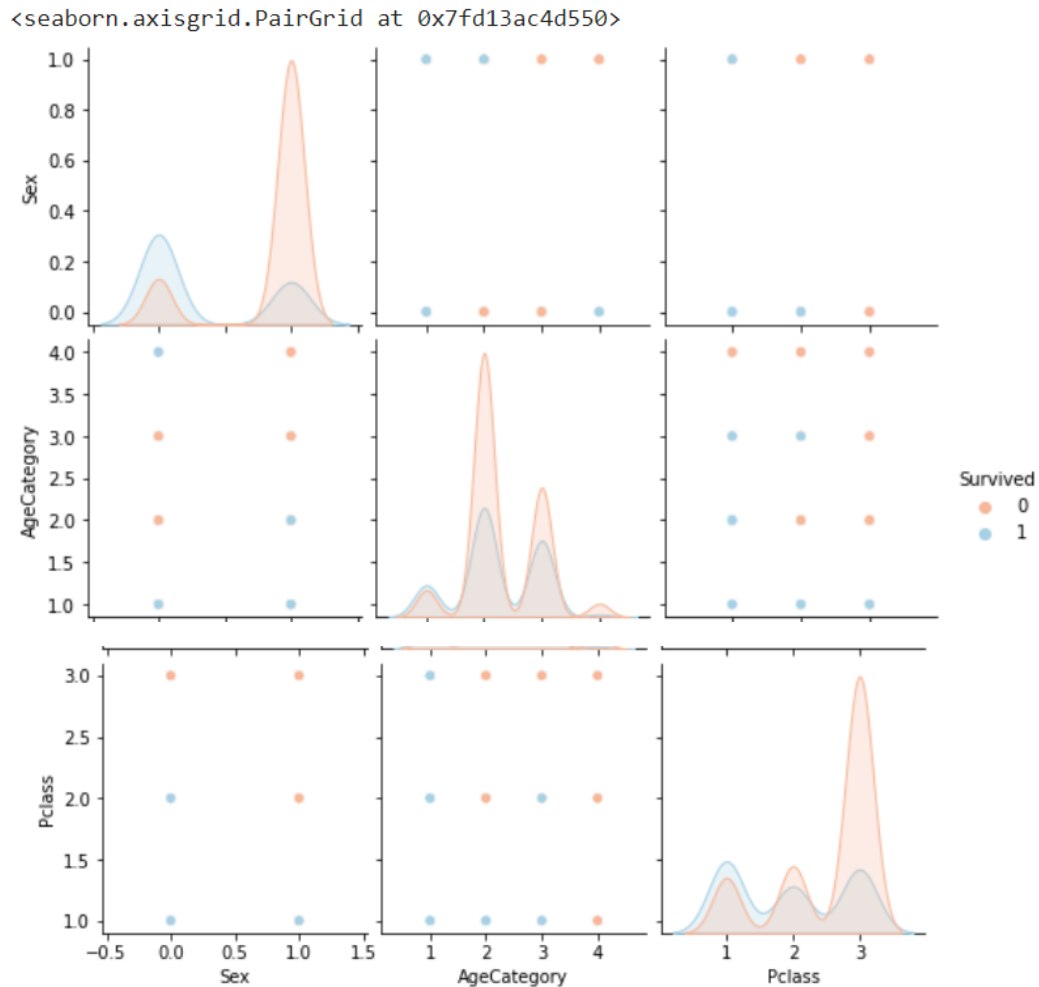 <seaborn.axisgrid.PairGrid at 0x7fd13ac4d550>
1.0
0.8
0.6
0.4
0.2
0.0
Sex
4.0
3.5
3.0
2.5
2.0
1.5
1.0
AgeCategory
Survived
0
1
3.0
2.5
2.0
1.5
1.0
Pclass
−0.5 0.0 0.5 1.0 1.5
1 2 3 4
1 2 3
Sex
AgeCategory
Pclass